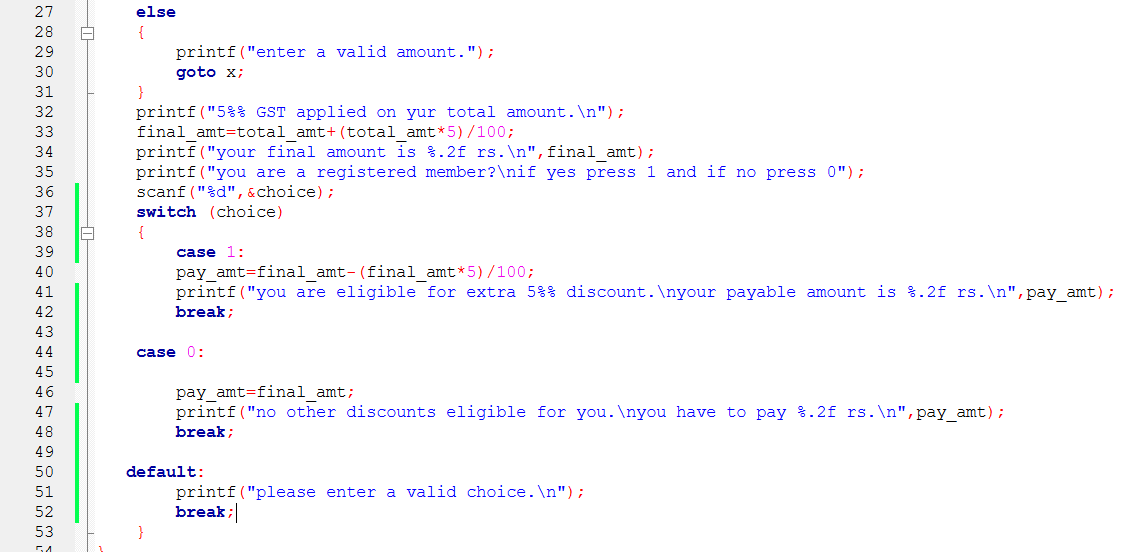 27 else
28 {
29 printf("enter a valid amount.");
30 goto x;
31 }
32 printf("5%% GST applied on yur total amount.\n");
33 final_amt=total_amt+(total_amt*5)/100;
34 printf("your final amount is %.2f rs.\n",final_amt);
35 printf("you are a registered member?\nif yes press 1 and if no press 0");
36 scanf("%d",&choice);
37 switch (choice)
38 {
39 case 1:
40 pay_amt=final_amt-(final_amt*5)/100;
41 printf("you are eligible for extra 5%% discount.\nyour payable amount is %.2f rs.\n",pay_amt);
42 break;
43
44 case 0:
45
46 pay_amt=final_amt;
47 printf("no other discounts eligible for you.\nyou have to pay %.2f rs.\n",pay_amt);
48 break;
49
50 default:
51 printf("please enter a valid choice.\n");
52 break;
53 }
54 }